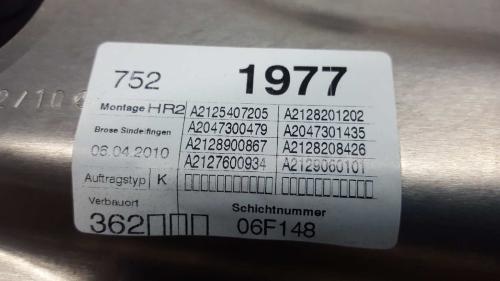 752 1977
Montage HR2 A2125407205 A2128201202
A2047300479 A2047301435
Brose Sindelfingen A2128900867 A2128208426
06.04.2010 A2127600934 A2129060101
Auftragstyp K
Verbauort Schichtnummer
362 06F148